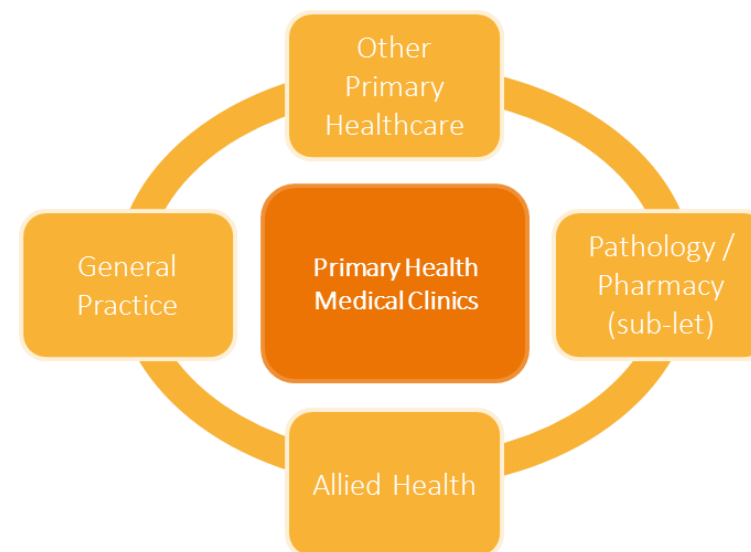 Other
Primary
Healthcare
General
Practice
Primary Health
Medical Clinics
Pathology /
Pharmacy
(sub-let)
Allied Health